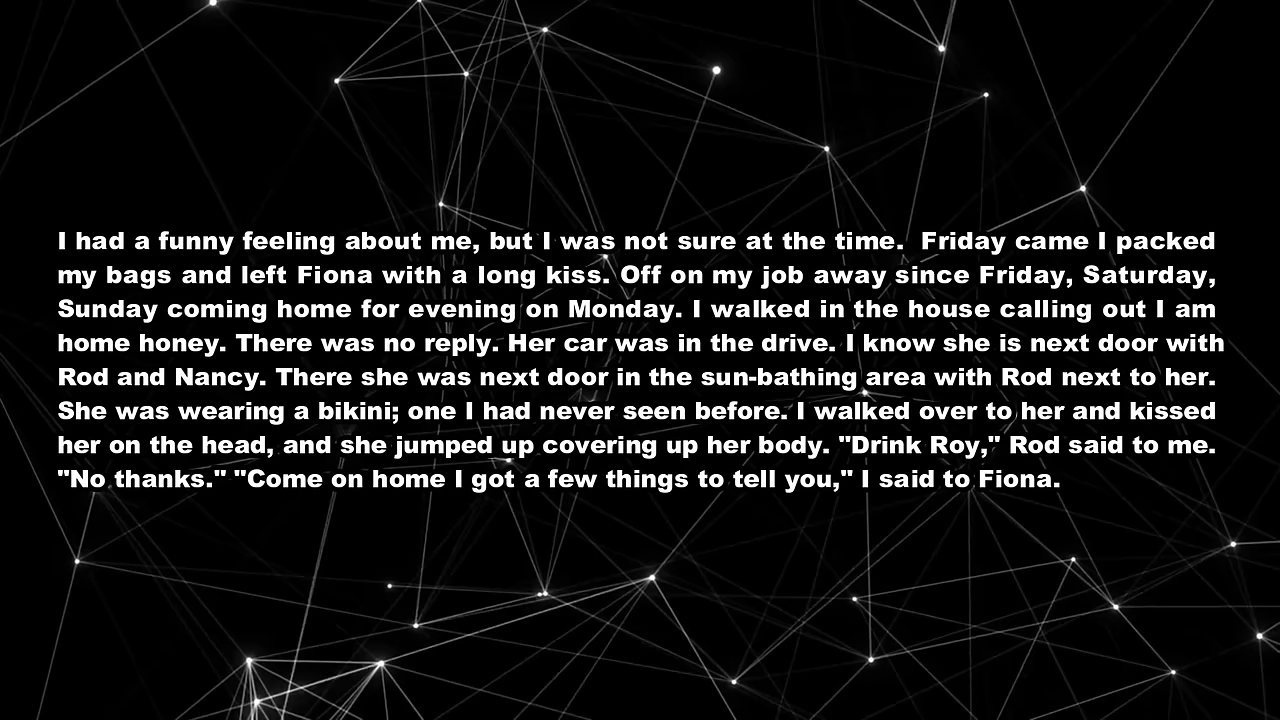 I had a funny feeling about me, but I was not sure at the time.  Friday came I packed
my bags and left Fiona with a long kiss. Off on my job away since Friday, Saturday,
Sunday coming home for evening on Monday. I walked in the house calling out I am
home honey. There was no reply. Her car was in the drive. I know she is next door with
Rod and Nancy. There she was next door in the sun-bathing area with Rod next to her.
She was wearing a bikini; one I had never seen before. I walked over to her and kissed
her on the head, and she jumped up covering up her body. "Drink Roy," Rod said to me.
"No thanks." "Come on home I got a few things to tell you," I said to Fiona.